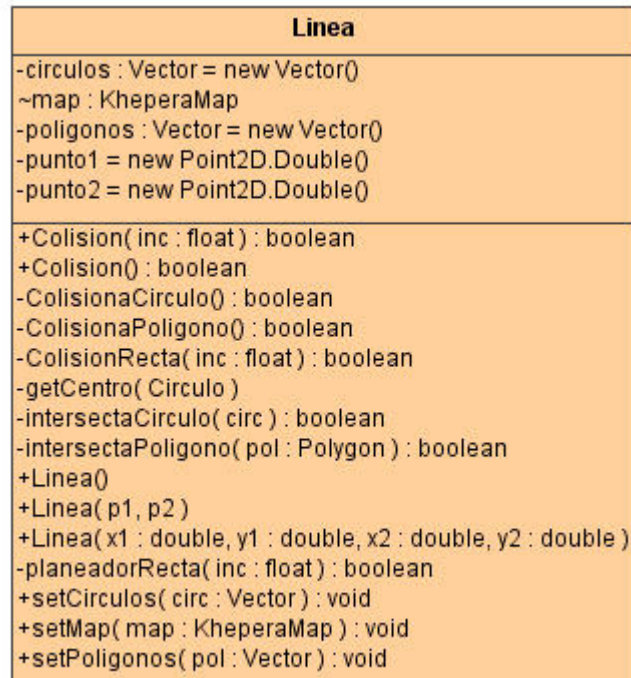 Linea
-circulos : Vector = new Vector()
~map : KheperaMap
-poligonos : Vector = new Vector()
-punto1 = new Point2D.Double()
-punto2 = new Point2D.Double()
+Colision( inc : float ) : boolean
+Colision() : boolean
-ColisionaCirculo() : boolean
-ColisionaPoligono() : boolean
-ColisionRecta( inc : float ) : boolean
-getCentro( Circulo )
-intersectaCirculo( circ ) : boolean
-intersectaPoligono( pol : Polygon ) : boolean
+Linea()
+Linea( p1, p2 )
+Linea( x1 : double, y1 : double, x2 : double, y2 : double )
-planeadorRecta( inc : float ) : boolean
+setCirculos( circ : Vector ) : void
+setMap( map : KheperaMap ) : void
+setPoligonos( pol : Vector ) : void